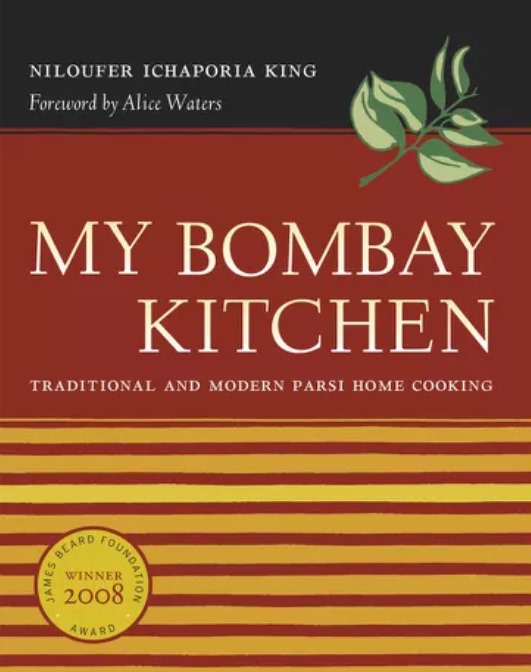 NILOUFER ICHAPORIA KING
Foreword by Alice Waters
MY BOMBAY
KITCHEN
TRADITIONAL AND MODERN PARSI HOME COOKING
JAMES BEARD FOUNDATION
WINNER
2008
AWARD